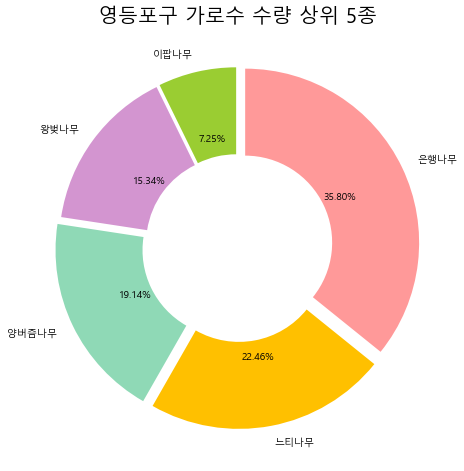 영등포구 가로수 수량 상위 5종
이팝나무
7.25%
왕벚나무
15.34%
은행나무
35.80%
양버즘나무
19.14%
22.46%
느티나무